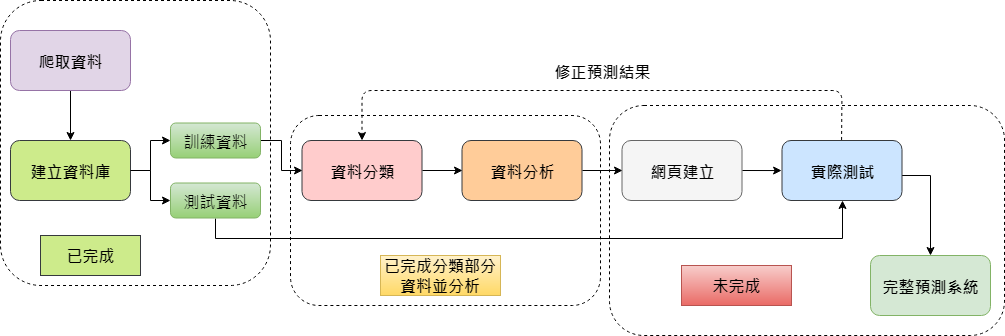 爬取資料
修正預測結果
建立資料庫
訓練資料
測試資料
資料分類
資料分析
網頁建立
實際測試
已完成
已完成分類部分
資料並分析
未完成
完整預測系統